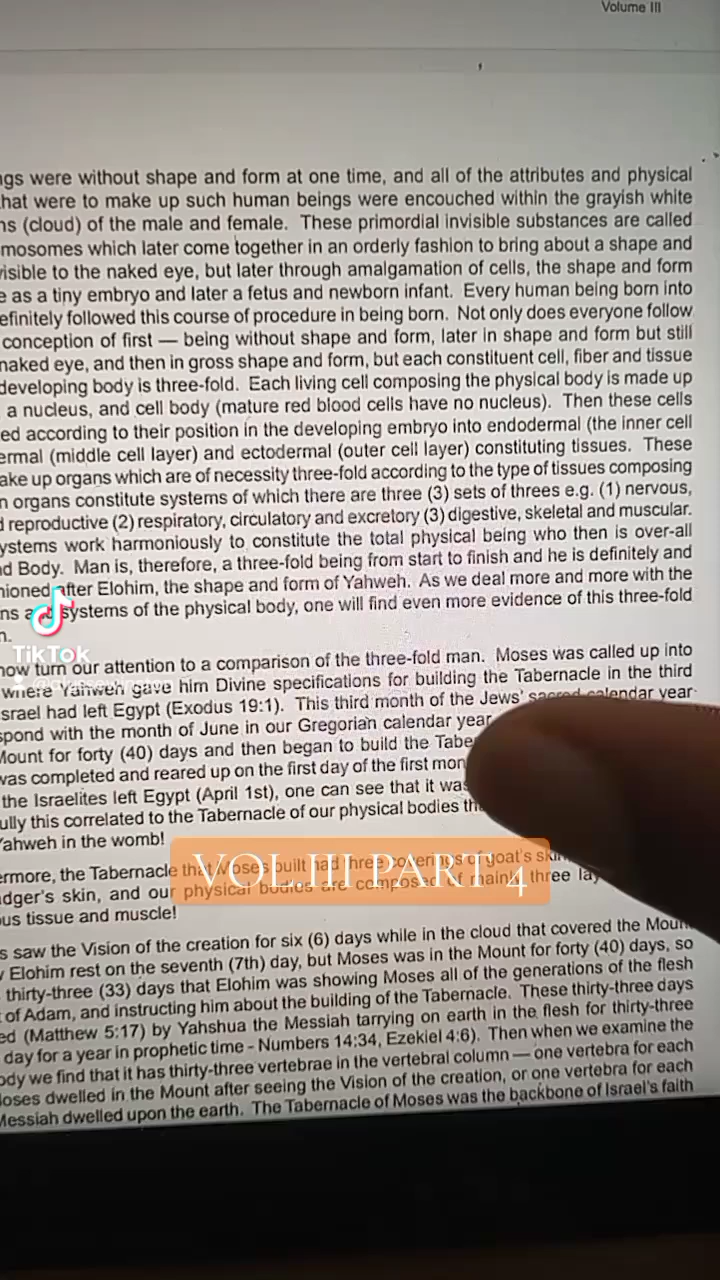 Volume III
ngs were without shape and form at one time, and all of the attributes and physical
hat were to make up such human beings were encouched within the grayish white
ns (cloud) of the male and female. These primordial invisible substances are called
mosomes which later come together in an orderly fashion to bring about a shape and
visible to the naked eye, but later through amalgamation of cells, the shape and form
e as a tiny embryo and later a fetus and newborn infant. Every human being born into
efinitely followed this course of procedure in being born. Not only does everyone follow
conception of first — being without shape and form, later in shape and form but still
naked eye, and then in gross shape and form, but each constituent cell, fiber and tissue
developing body is three-fold. Each living cell composing the physical body is made up
a nucleus, and cell body (mature red blood cells have no nucleus). Then these cells
ed according to their position in the developing embryo into endodermal (the inner cell
ermal (middle cell layer) and ectodermal (outer cell layer) constituting tissues. These
ake up organs which are of necessity three-fold according to the type of tissues composing
n organs constitute systems of which there are three (3) sets of threes e.g. (1) nervous,
d reproductive (2) respiratory, circulatory and excretory (3) digestive, skeletal and muscular.
ystems work harmoniously to constitute the total physical being who then is over-all
nd Body. Man is, therefore, a three-fold being from start to finish and he is definitely and
hioned after Elohim, the shape and form of Yahweh. As we deal more and more with the
ns and systems of the physical body, one will find even more evidence of this three-fold
n.
TikTok
now turn our attention to a comparison of the three-fold man. Moses was called up into
where Yahweh gave him Divine specifications for building the Tabernacle in the third
srael had left Egypt (Exodus 19:1). This third month of the Jews' sacred calendar year
spond with the month of June in our Gregorian calendar year
Mount for forty (40) days and then began to build the Tabe
was completed and reared up on the first day of the first mon
the Israelites left Egypt (April 1st), one can see that it was
ully this correlated to the Tabernacle of our physical bodies th
Yahweh in the womb!
VOL.III PART 4
ermore, the Tabernacle that Moses built had three coverings of goat's skin
dger's skin, and our physical bodies are composed of mainly three lay
ous tissue and muscle!
s saw the Vision of the creation for six (6) days while in the cloud that covered the Moun
Elohim rest on the seventh (7th) day, but Moses was in the Mount for forty (40) days, so
thirty-three (33) days that Elohim was showing Moses all of the generations of the flesh
of Adam, and instructing him about the building of the Tabernacle. These thirty-three days
ed (Matthew 5:17) by Yahshua the Messiah tarrying on earth in the flesh for thirty-three
day for a year in prophetic time - Numbers 14:34, Ezekiel 4:6). Then when we examine the
ody we find that it has thirty-three vertebrae in the vertebral column — one vertebra for each
Moses dwelled in the Mount after seeing the Vision of the creation, or one vertebra for each
Messiah dwelled upon the earth. The Tabernacle of Moses was the backbone of Israel's faith